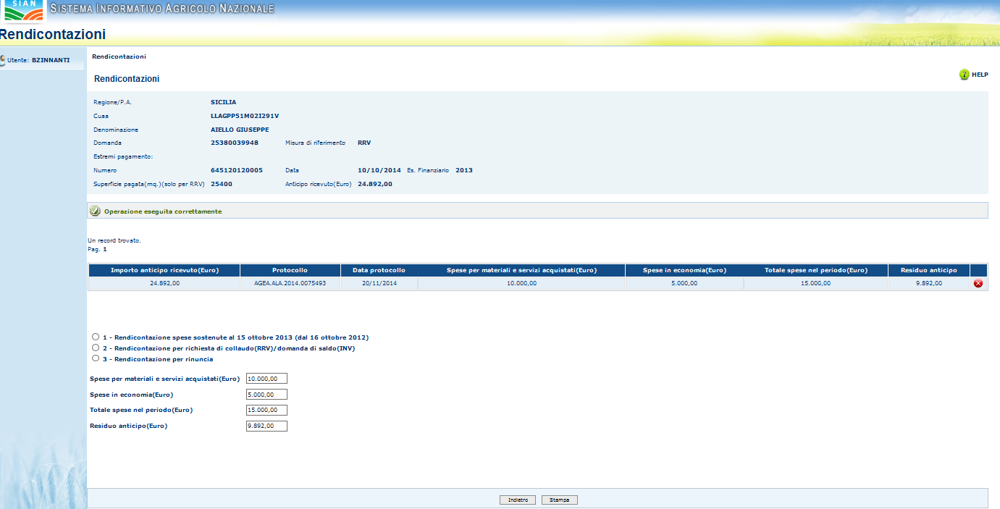 SIAN
SISTEMA INFORMATIVO AGRICOLO NAZIONALE
Rendicontazioni
Utente: BZINNANTI
Rendicontazioni
Rendicontazioni
? HELP
Regione/P.A. SICILIA
Cuaa LLAGPP51M02I291V
Denominazione AIELLO GIUSEPPE
Domanda 25380039948 Misura di riferimento RRV
Estremi pagamento:
Numero 645120120005 Data 10/10/2014 Es. Finanziario 2013
Superficie pagata(mq.)(solo per RRV) 25400 Anticipo ricevuto(Euro) 24.892,00
Operazione eseguita correttamente
Un record trovato.
Pag. 1
Importo anticipo ricevuto(Euro) Protocollo Data protocollo Spese per materiali e servizi acquistati(Euro) Spese in economia(Euro) Totale spese nel periodo(Euro) Residuo anticipo
24.892,00 AGEA.ALA.2014.0075493 20/11/2014 10.000,00 5.000,00 15.000,00 9.892,00
1 - Rendicontazione spese sostenute al 15 ottobre 2013 (dal 16 ottobre 2012)
2 - Rendicontazione per richiesta di collaudo(RRV)/domanda di saldo(INV)
3 - Rendicontazione per rinuncia
Spese per materiali e servizi acquistati(Euro) 10.000,00
Spese in economia(Euro) 5.000,00
Totale spese nel periodo(Euro) 15.000,00
Residuo anticipo(Euro) 9.892,00
Indietro Stampa